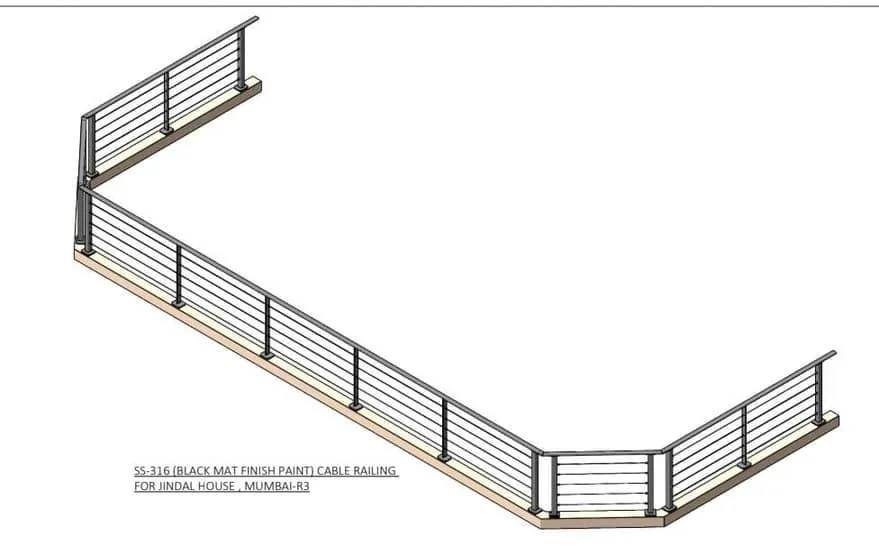 SS-316 (BLACK MAT FINISH PAINT) CABLE RAILING
FOR JINDAL HOUSE , MUMBAI-R3